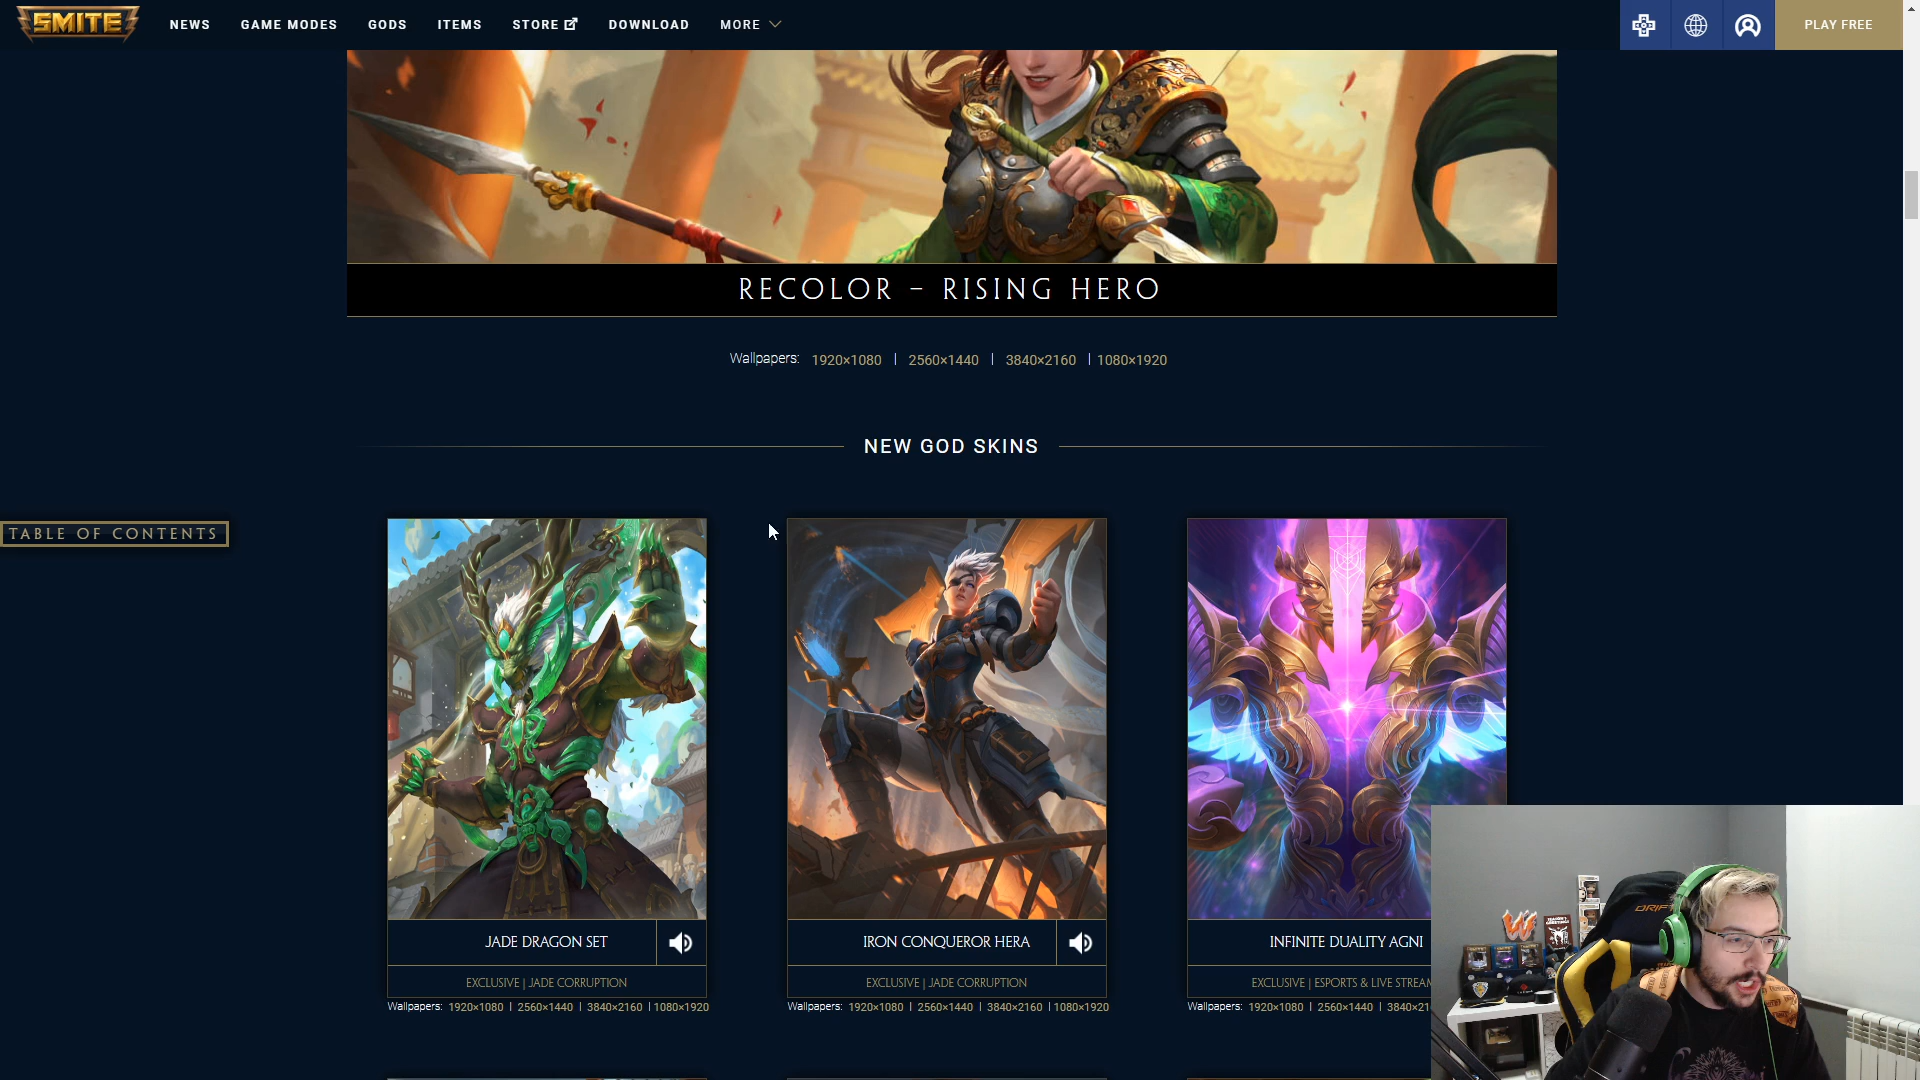 SMITE
NEWS GAME MODES GODS ITEMS STORE DOWNLOAD MORE PLAY FREE
RECOLOR – RISING HERO
Wallpapers: 1920×1080 | 2560×1440 | 3840×2160 | 1080×1920
NEW GOD SKINS
TABLE OF CONTENTS
JADE DRAGON SET
EXCLUSIVE | JADE CORRUPTION
Wallpapers: 1920×1080 | 2560×1440 | 3840×2160 | 1080×1920
IRON CONQUEROR HERA
EXCLUSIVE | JADE CORRUPTION
Wallpapers: 1920×1080 | 2560×1440 | 3840×2160 | 1080×1920
INFINITE DUALITY AGNI
EXCLUSIVE | ESPORTS & LIVE STREAM
Wallpapers: 1920×1080 | 2560×1440 | 3840×21
DRIFT